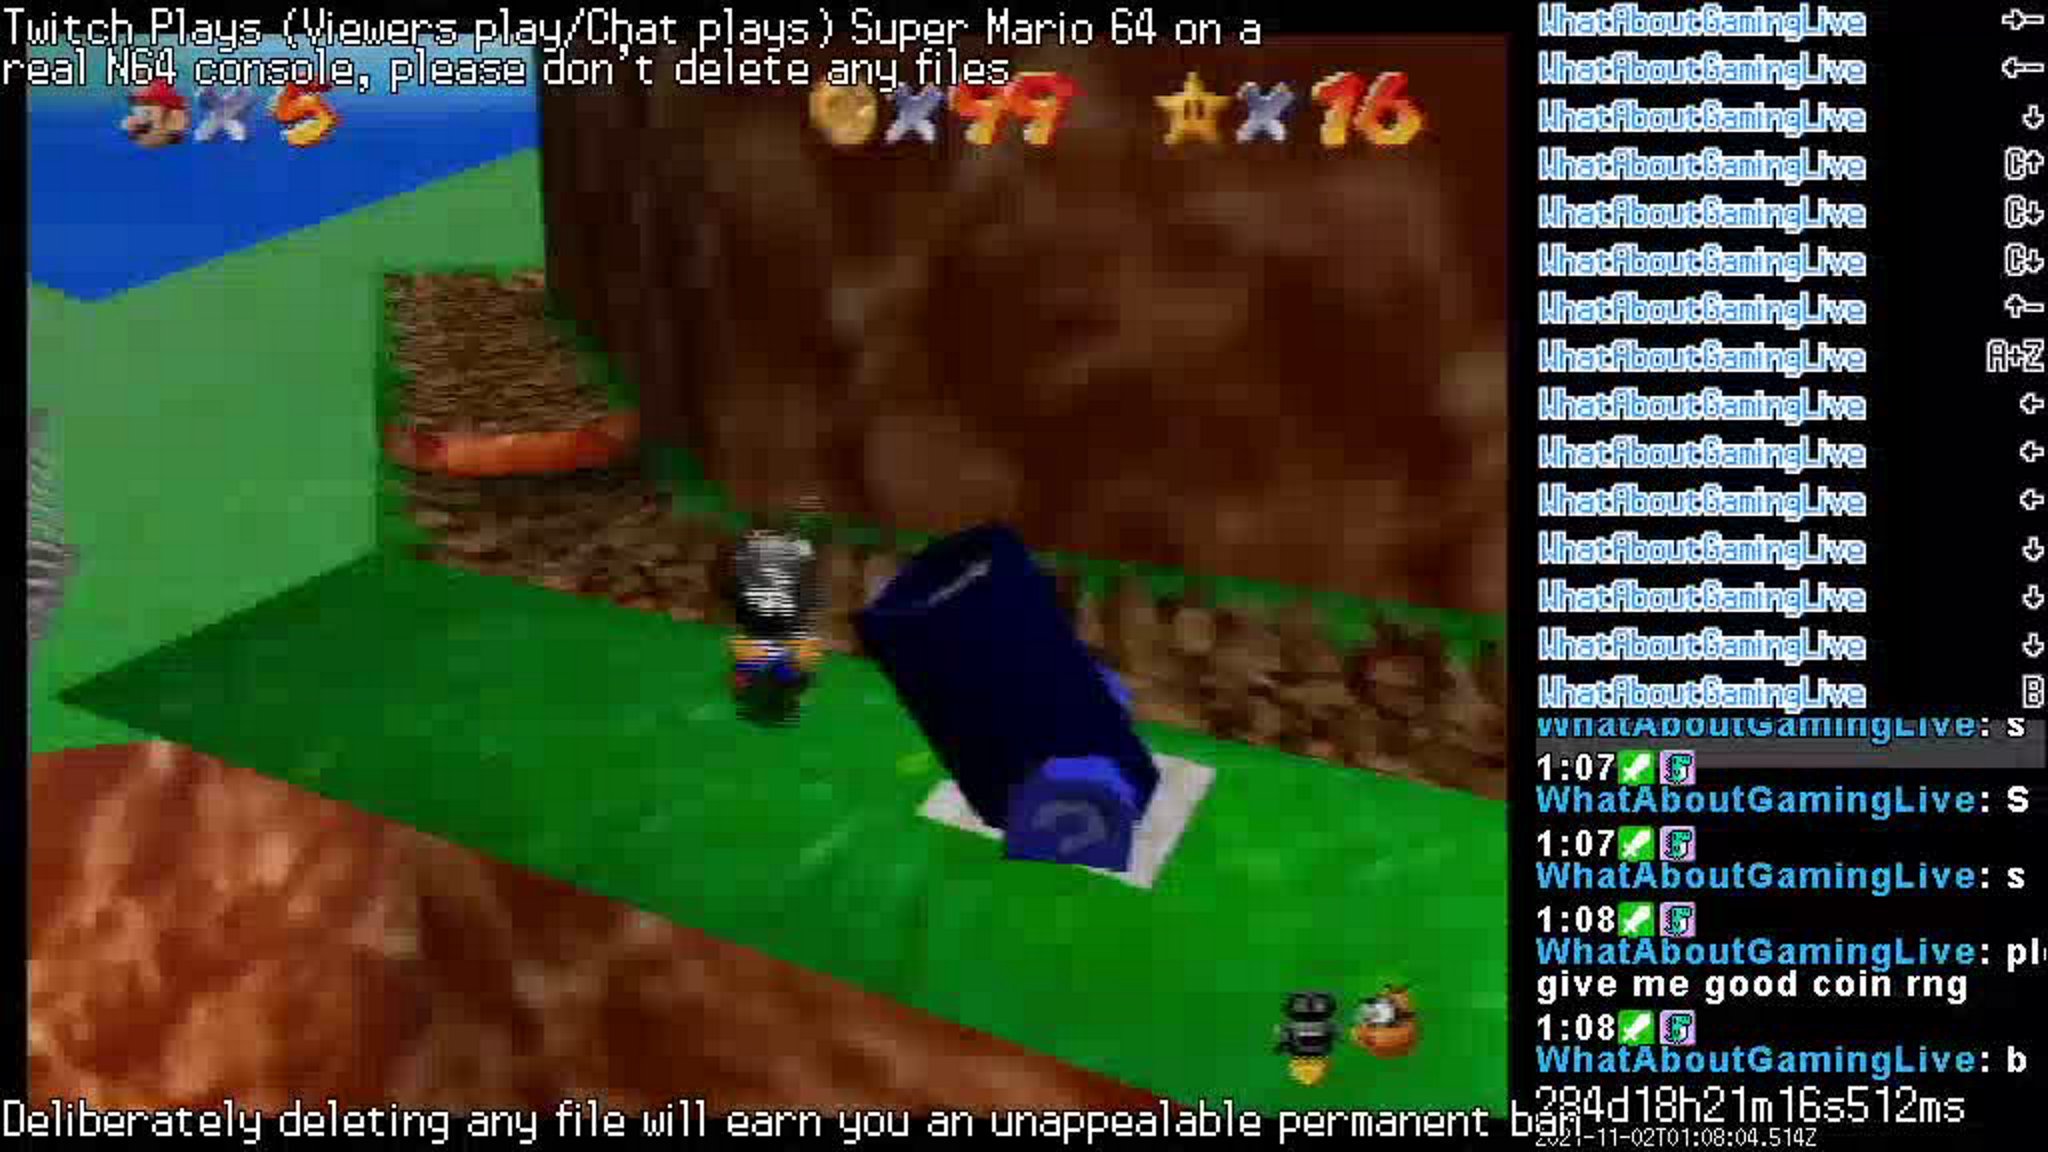 Twitch Plays (Viewers play/Chat plays) Super Mario 64 on a
real N64 console, please don't delete any files
x 5
x 49 x 16
WhatAboutGamingLive →-
WhatAboutGamingLive ←-
WhatAboutGamingLive ↓
WhatAboutGamingLive C↑
WhatAboutGamingLive C↓
WhatAboutGamingLive C↓
WhatAboutGamingLive ↑-
WhatAboutGamingLive A+Z
WhatAboutGamingLive ←
WhatAboutGamingLive ←
WhatAboutGamingLive ←
WhatAboutGamingLive ↓
WhatAboutGamingLive ↓
WhatAboutGamingLive ↓
WhatAboutGamingLive B
WhatAboutGamingLive: s
1:07
WhatAboutGamingLive: S
1:07
WhatAboutGamingLive: s
1:08
WhatAboutGamingLive:
give me good coin rng
1:08
WhatAboutGamingLive: b
284d18h21m16s512ms
Deliberately deleting any file will earn you an unappealable permanent ban
2021-11-02T01:08:04.514Z